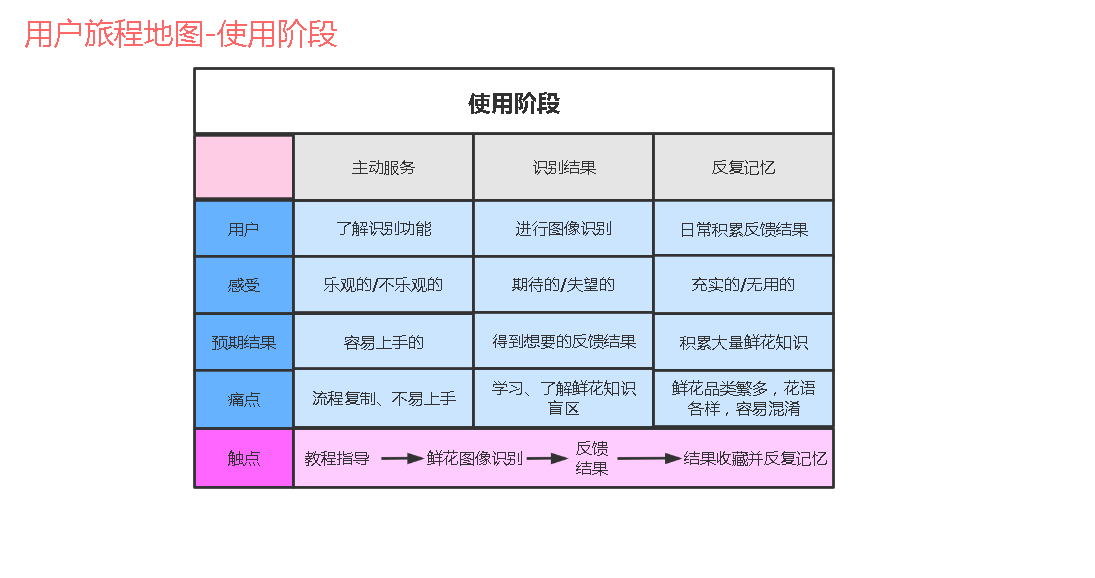 用户旅程地图-使用阶段
使用阶段
主动服务 识别结果 反复记忆
用户 了解识别功能 进行图像识别 日常积累反馈结果
感受 乐观的/不乐观的 期待的/失望的 充实的/无用的
预期结果 容易上手的 得到想要的反馈结果 积累大量鲜花知识
痛点 流程复制、不易上手 学习、了解鲜花知识
盲区 鲜花品类繁多，花语
各样，容易混淆
触点 教程指导 鲜花图像识别 反馈
结果 结果收藏并反复记忆